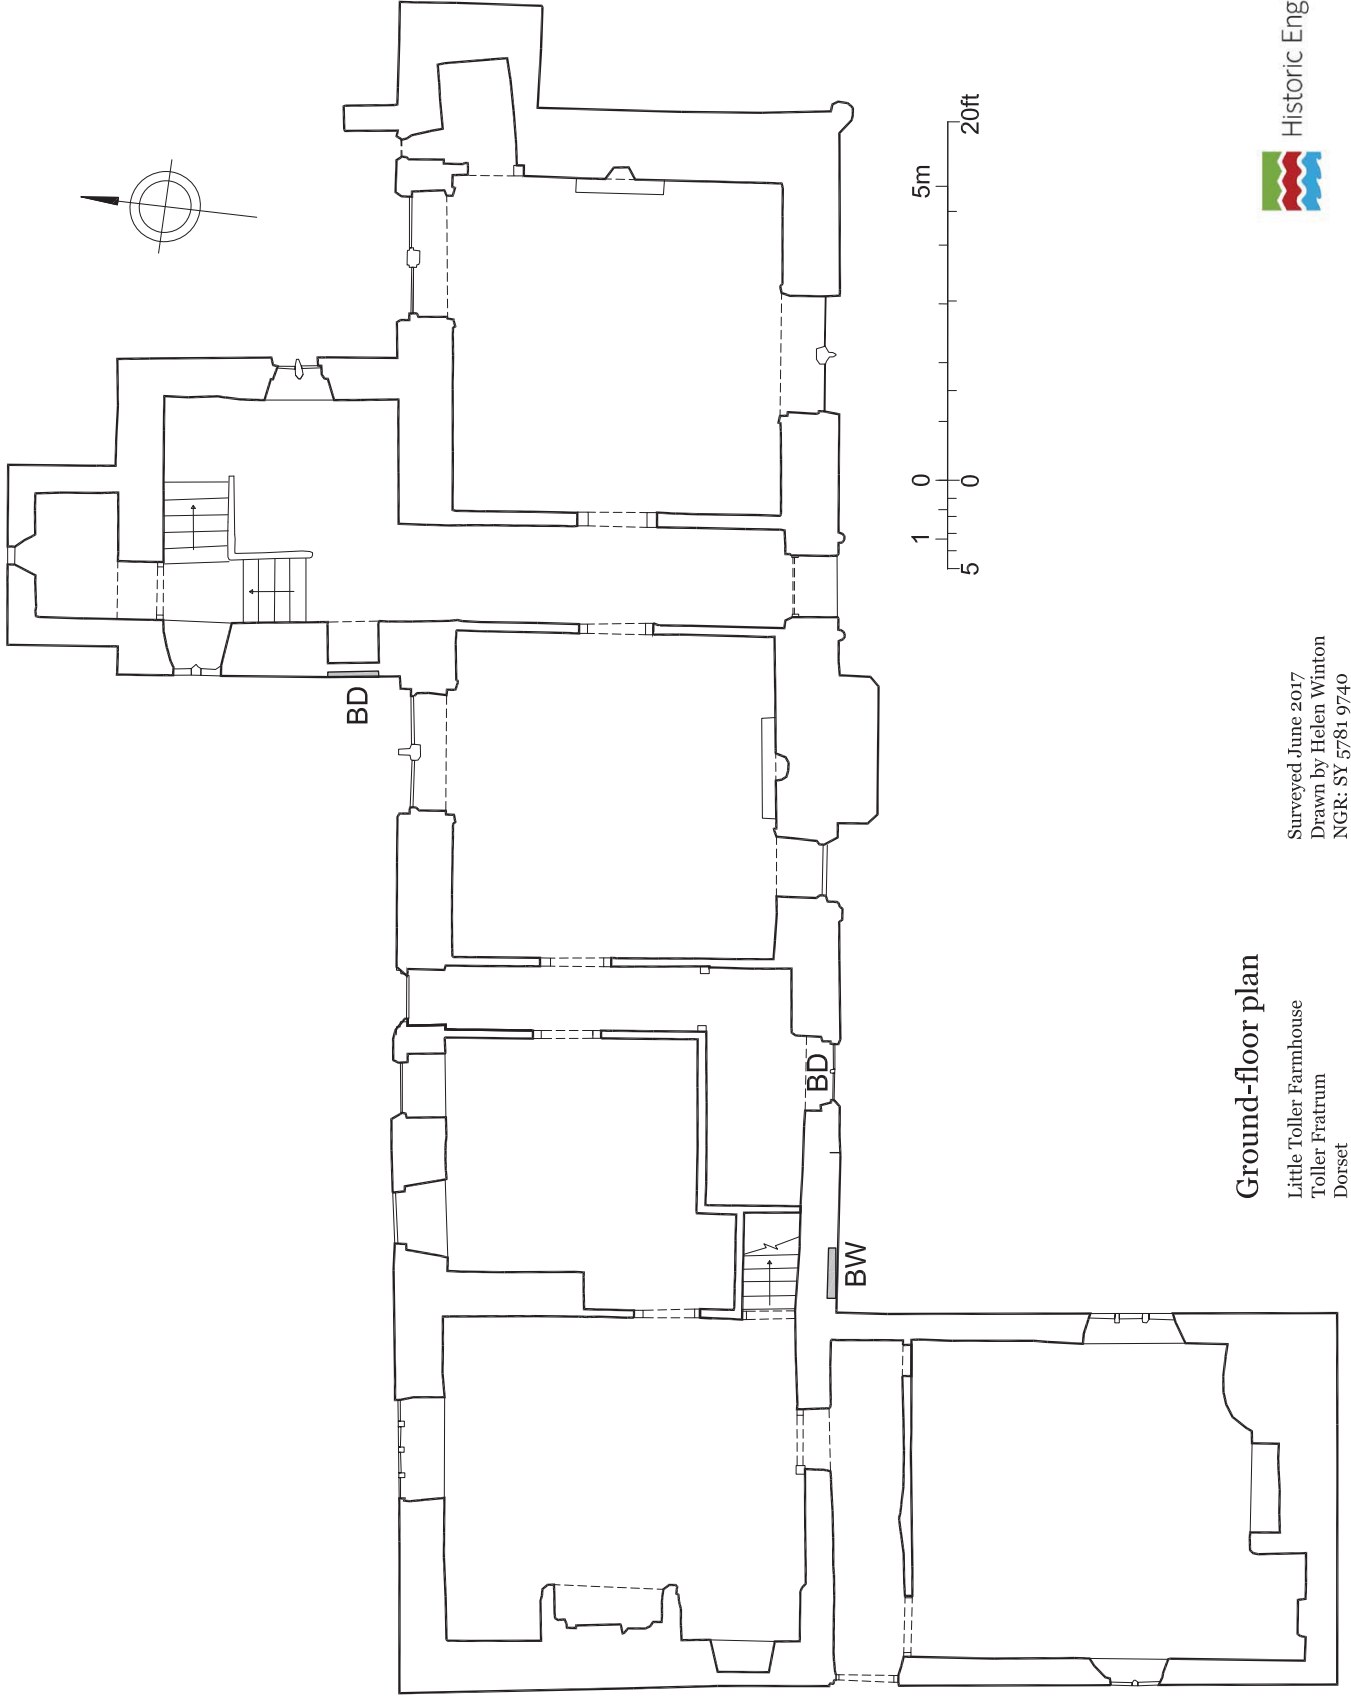 BD
BD
BW
5m
0
1
20ft
0
5
Ground-floor plan
Little Toller Farmhouse
Toller Fratrum
Dorset
Surveyed June 2017
Drawn by Helen Winton
NGR: SY 5781 9740
Historic Eng